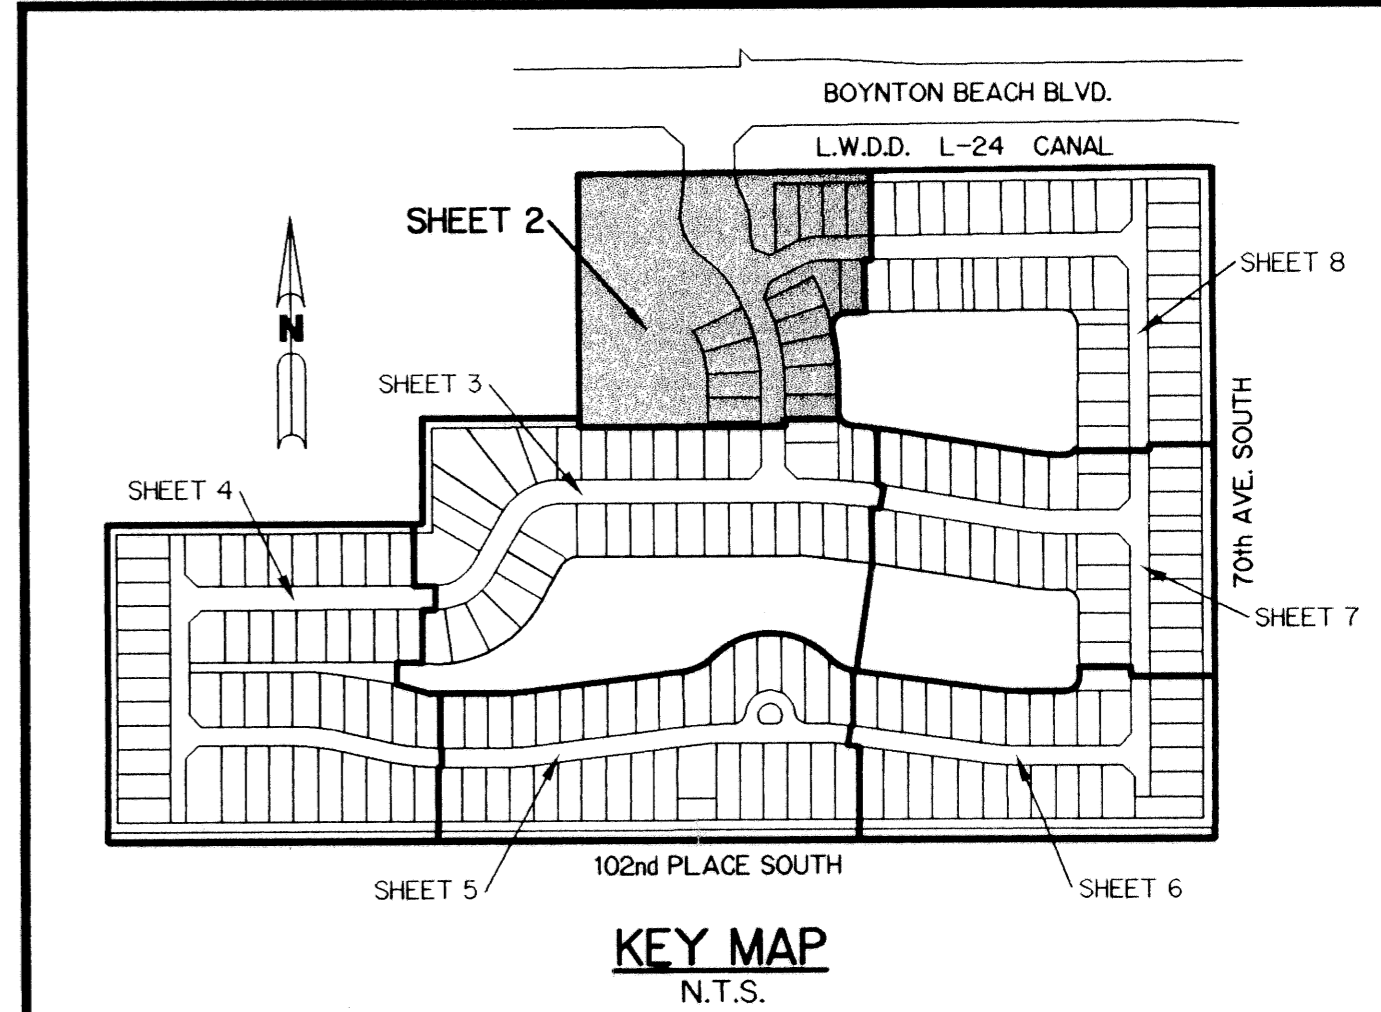 BOYNTON BEACH BLVD.
L.W.D.D. L-24 CANAL
SHEET 2
SHEET 8
N
SHEET 3
70th AVE. SOUTH
SHEET 4
SHEET 7
102nd PLACE SOUTH
SHEET 5
SHEET 6
KEY MAP
N.T.S.